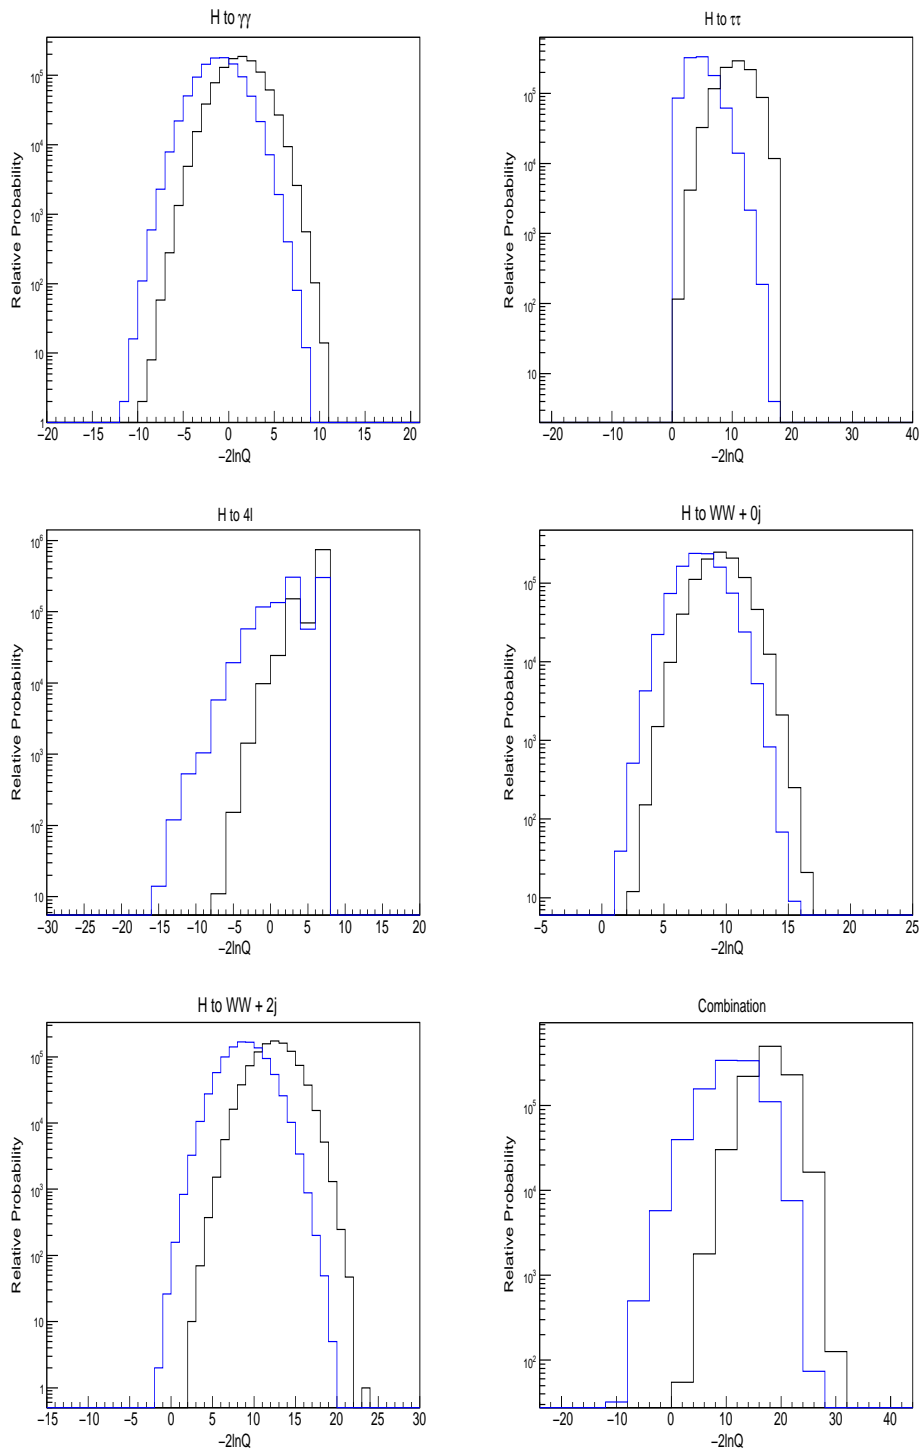 H to γγ
Relative Probability
10⁵
10⁴
10³
10²
10
1
−20 −15 −10 −5 0 5 10 15 20
−2lnQ
H to ττ
Relative Probability
10⁵
10⁴
10³
10²
10
−20 −10 0 10 20 30 40
−2lnQ
H to 4l
Relative Probability
10⁶
10⁵
10⁴
10³
10²
10
−30 −25 −20 −15 −10 −5 0 5 10 15 20
−2lnQ
H to WW + 0j
Relative Probability
10⁵
10⁴
10³
10²
10
−5 0 5 10 15 20 25
−2lnQ
H to WW + 2j
Relative Probability
10⁵
10⁴
10³
10²
10
1
−15 −10 −5 0 5 10 15 20 25 30
−2lnQ
Combination
Relative Probability
10⁵
10⁴
10³
10²
−20 −10 0 10 20 30 40
−2lnQ